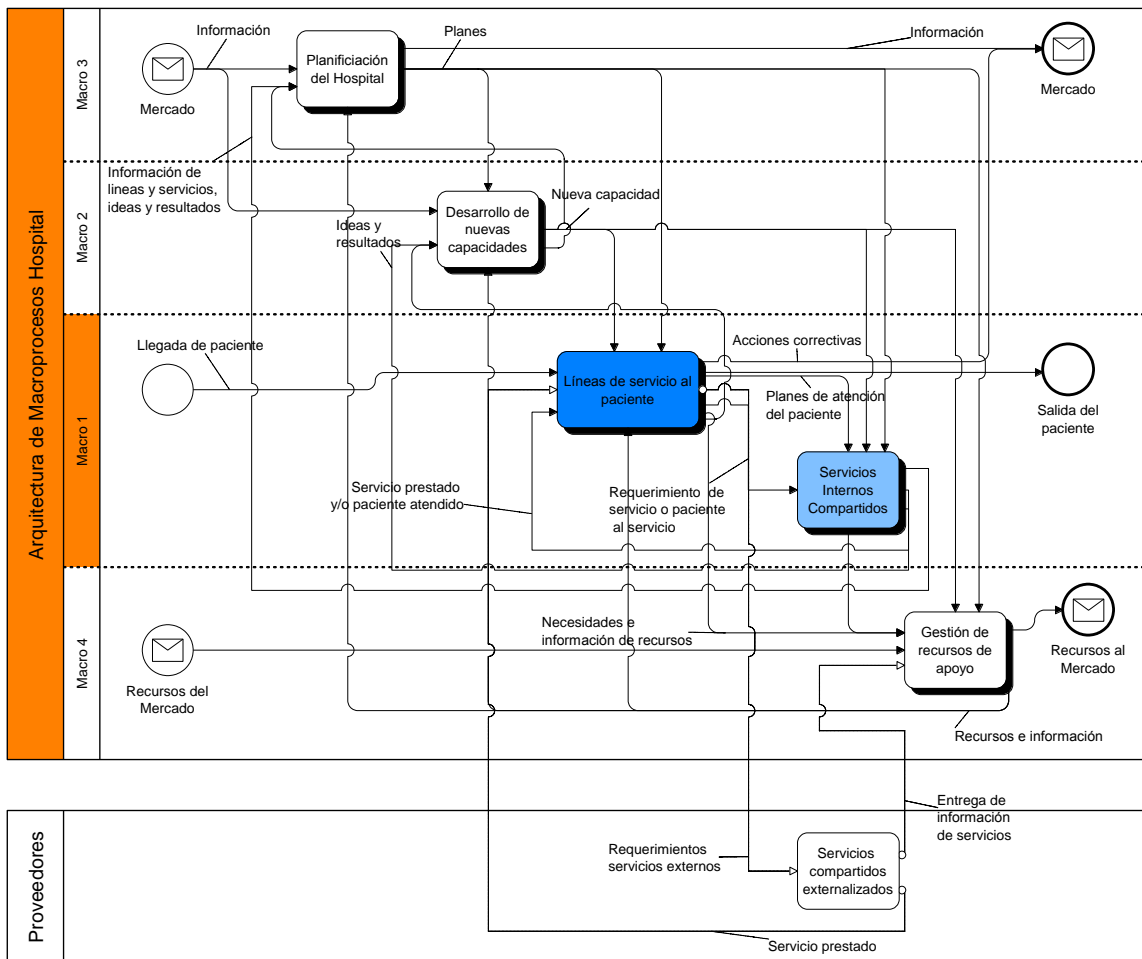 Arquitectura de Macroprocesos Hospital
Macro 3
Información
Mercado
Planificiación
del Hospital
Planes
Información
Mercado
Información de
lineas y servicios,
ideas y resultados
Macro 2
Ideas y
resultados
Desarrollo de
nuevas
capacidades
Nueva capacidad
Macro 1
Llegada de paciente
Líneas de servicio al
paciente
Acciones correctivas
Planes de atención
del paciente
Salida del
paciente
Servicio prestado
y/o paciente atendido
Requerimiento de
servicio o paciente
al servicio
Servicios
Internos
Compartidos
Macro 4
Recursos del
Mercado
Necesidades e
información de recursos
Gestión de
recursos de
apoyo
Recursos al
Mercado
Recursos e información
Proveedores
Entrega de
información
de servicios
Requerimientos
servicios externos
Servicios
compartidos
externalizados
Servicio prestado